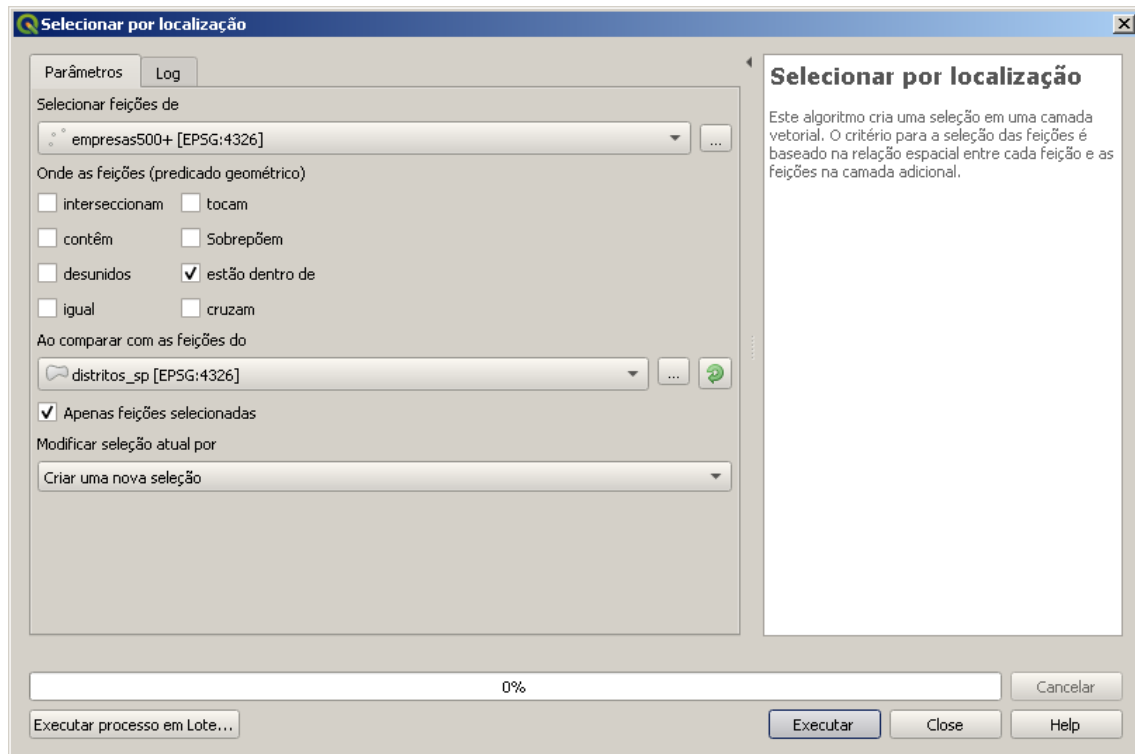 Selecionar por localização
Parâmetros
Log
Selecionar feições de
empresas500+ [EPSG:4326]
...
Onde as feições (predicado geométrico)
interseccionam
tocam
contêm
Sobrepõem
desunidos
estão dentro de
igual
cruzam
Ao comparar com as feições do
distritos_sp [EPSG:4326]
...
Apenas feições selecionadas
Modificar seleção atual por
Criar uma nova seleção
Selecionar por localização
Este algoritmo cria uma seleção em uma camada
vetorial. O critério para a seleção das feições é
baseado na relação espacial entre cada feição e as
feições na camada adicional.
0%
Cancelar
Executar processo em Lote...
Executar
Close
Help